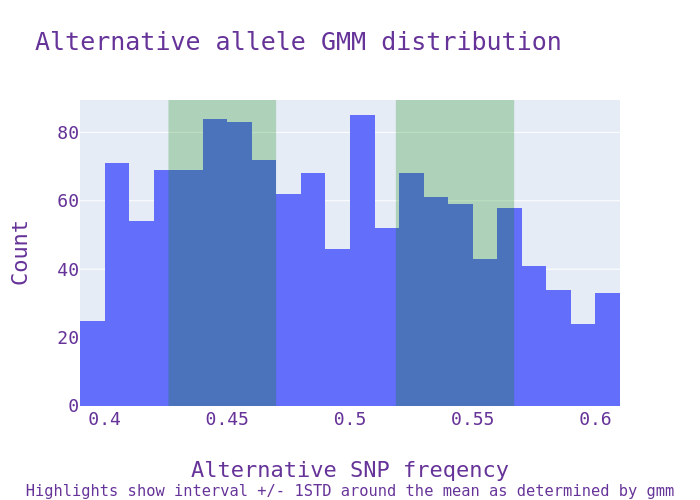 Alternative allele GMM distribution
80
60
40
20
0
Count
0.4 0.45 0.5 0.55 0.6
Alternative SNP freqency
Highlights show interval +/- 1STD around the mean as determined by gmm